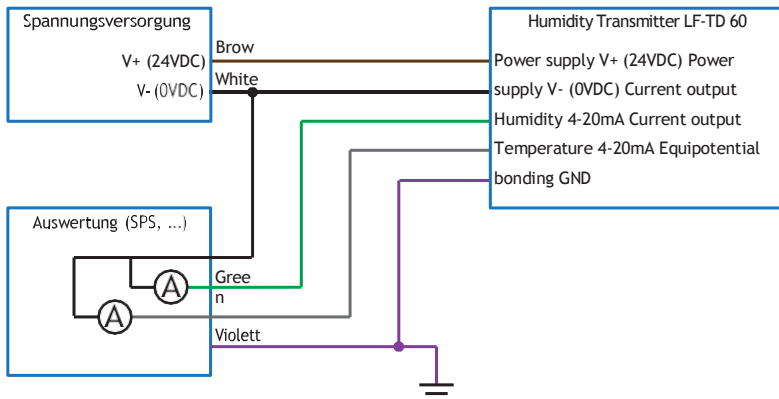 Spannungsversorgung
V+ (24VDC)
V- (0VDC)
Brow
White
Humidity Transmitter LF-TD 60
Power supply V+ (24VDC) Power
supply V- (0VDC) Current output
Humidity 4-20mA Current output
Temperature 4-20mA Equipotential
bonding GND
Auswertung (SPS, ...)
A
A
Gree
n
Violett